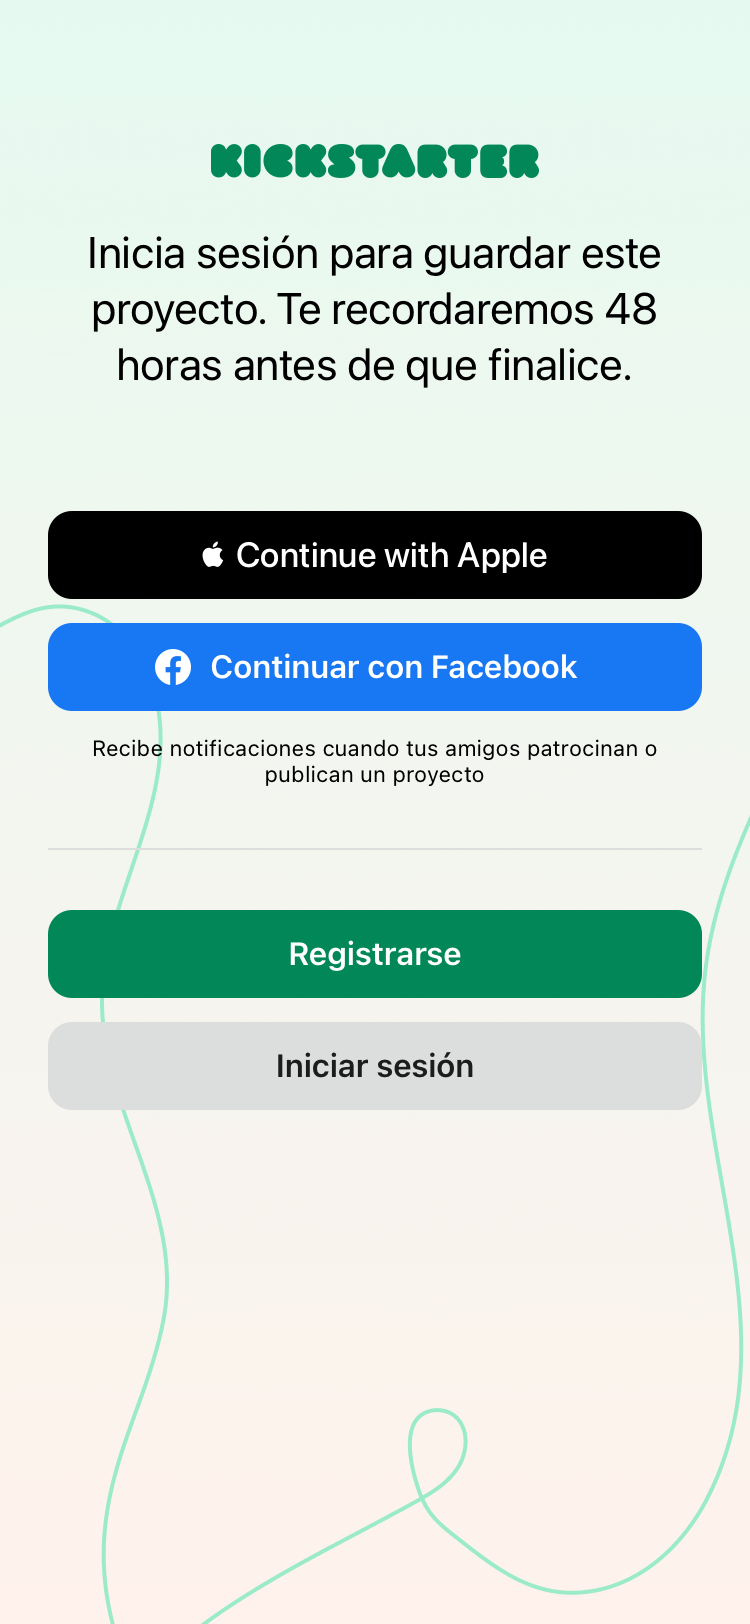 KICKSTARTER
Inicia sesión para guardar este
proyecto. Te recordaremos 48
horas antes de que finalice.
Continue with Apple
Continuar con Facebook
Recibe notificaciones cuando tus amigos patrocinan o
publican un proyecto
Registrarse
Iniciar sesión